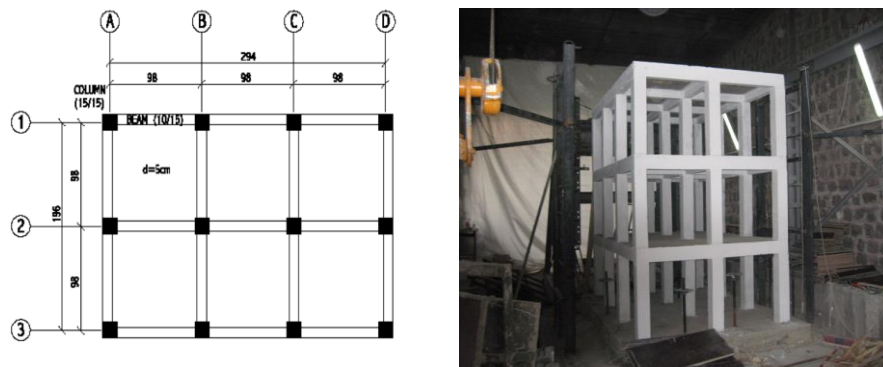 A B C D
294
98 98 98
COLUMN
(15/15)
1
BEAM (10/15)
98
d=5cm
196
2
98
3